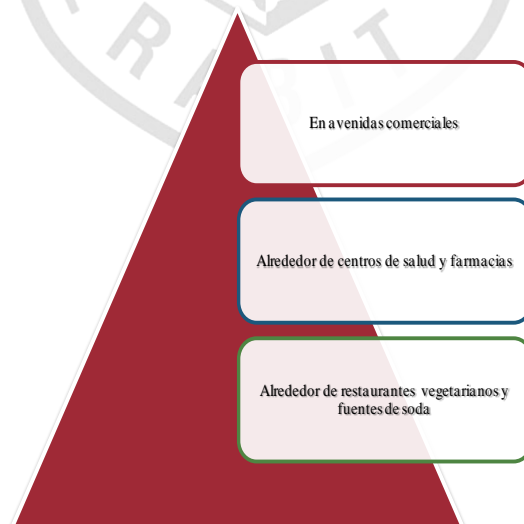 En avenidas comerciales
Alrededor de centros de salud y farmacias
Alrededor de restaurantes vegetarianos y
fuentes de soda